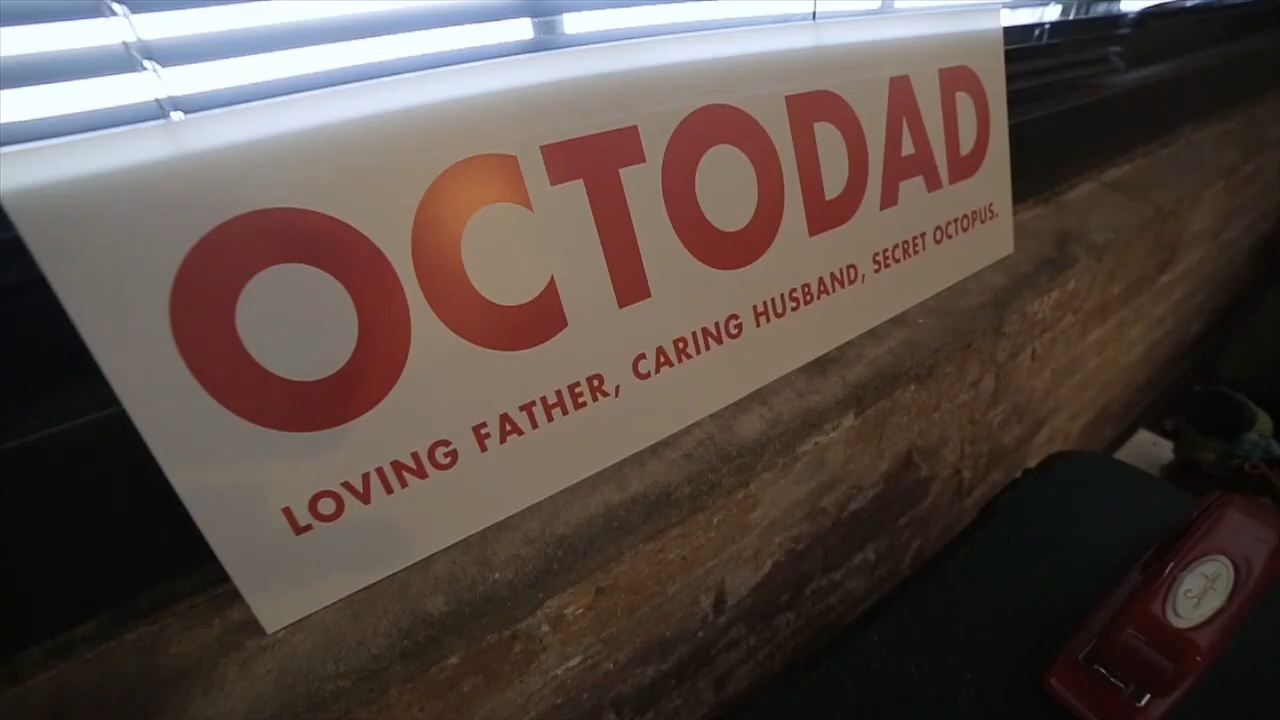 OCTODAD
LOVING FATHER, CARING HUSBAND, SECRET OCTOPUS.